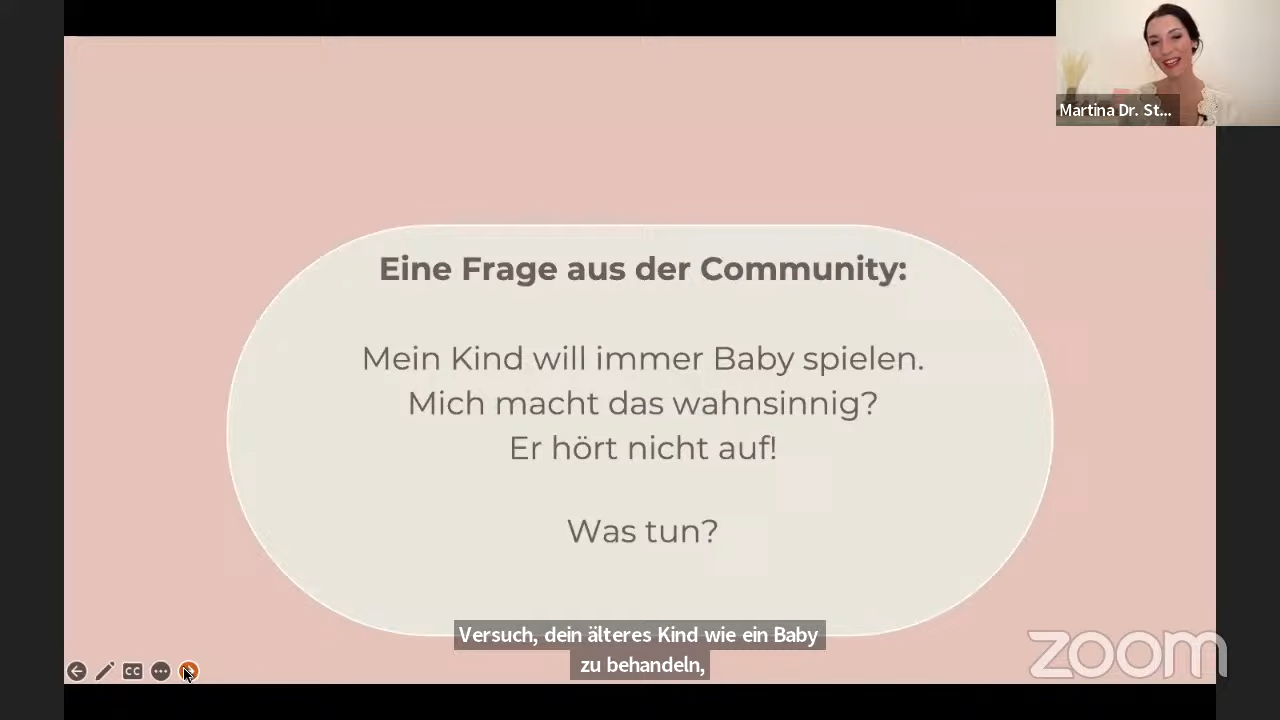 Martina Dr. St...
Eine Frage aus der Community:
Mein Kind will immer Baby spielen.
Mich macht das wahnsinnig?
Er hört nicht auf!
Was tun?
Versuch, dein älteres Kind wie ein Baby
zu behandeln,
CC
zoom